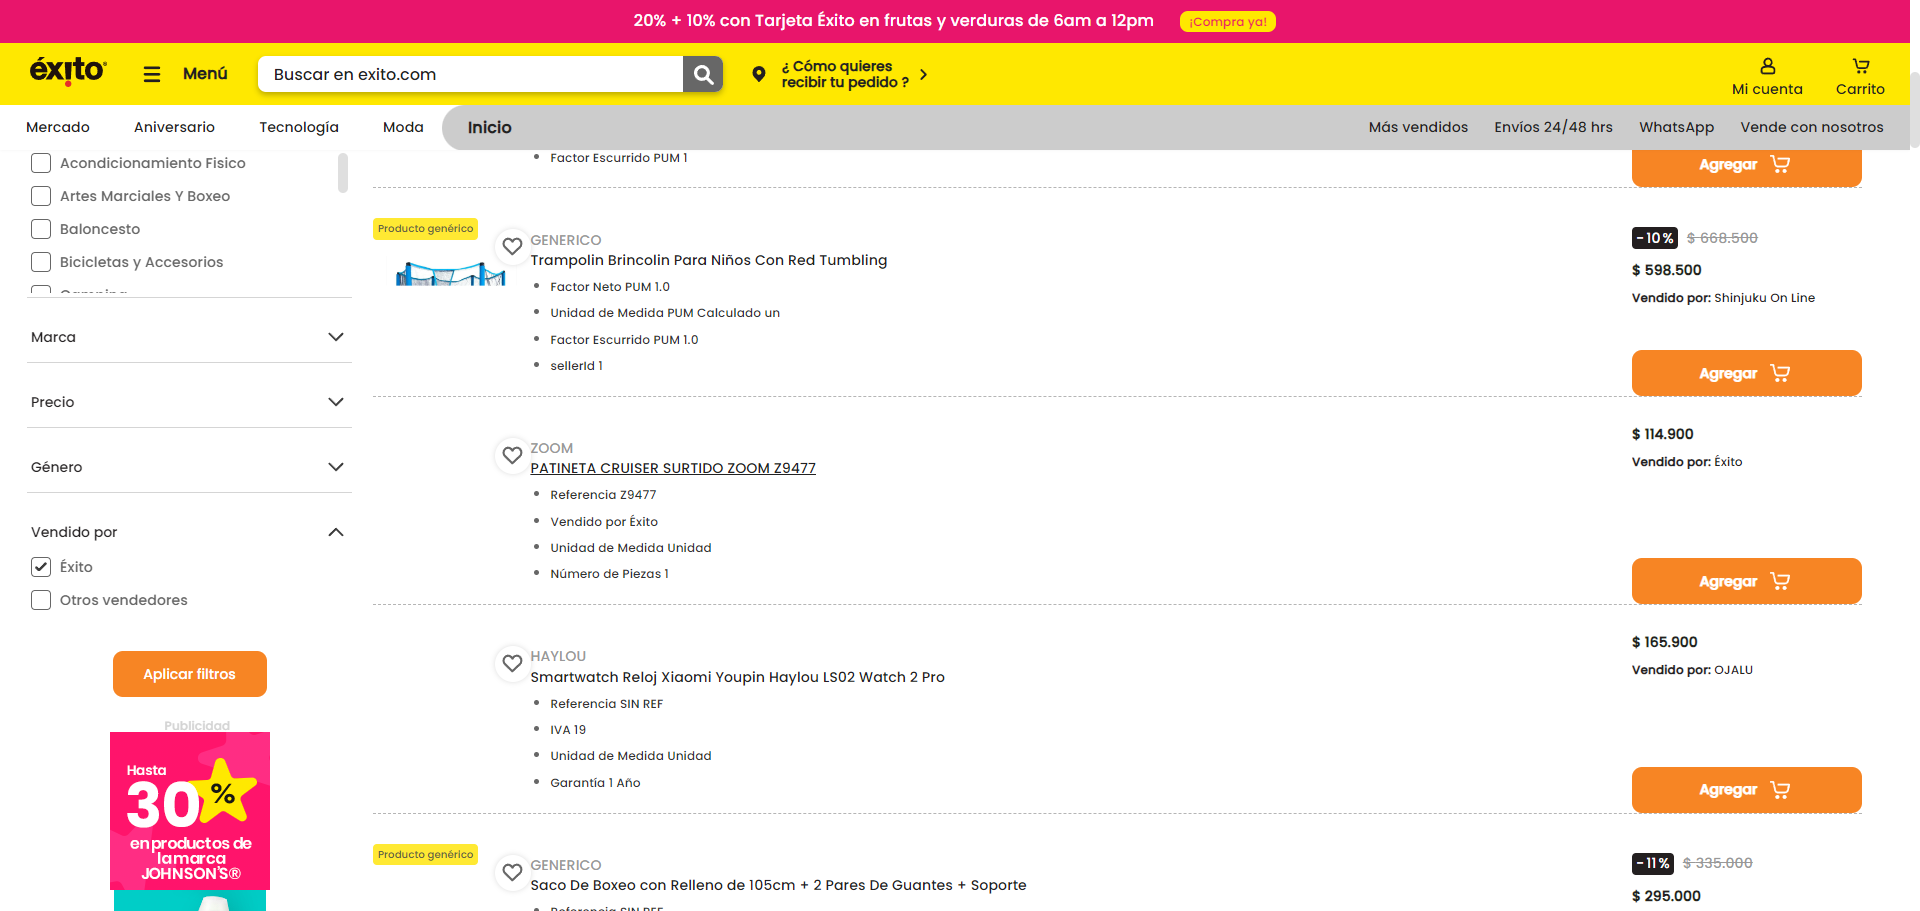 20% + 10% con Tarjeta Éxito en frutas y verduras de 6am a 12pm
¡Compra ya!
éxito
Menú
Buscar en exito.com
¿ Cómo quieres
recibir tu pedido ?
Mi cuenta
Carrito
Mercado
Aniversario
Tecnología
Moda
Inicio
Más vendidos
Envíos 24/48 hrs
WhatsApp
Vende con nosotros
Acondicionamiento Fisico
Artes Marciales Y Boxeo
Baloncesto
Bicicletas y Accesorios
Marca
Precio
Género
Vendido por
Éxito
Otros vendedores
Aplicar filtros
Publicidad
Hasta
30%
en productos de
la marca
JOHNSON'S®
Factor Escurrido PUM 1
Agregar
Producto genérico
GENERICO
Trampolin Brincolin Para Niños Con Red Tumbling
Factor Neto PUM 1.0
Unidad de Medida PUM Calculado un
Factor Escurrido PUM 1.0
sellerId 1
-10% $ 668.500
$ 598.500
Vendido por: Shinjuku On Line
Agregar
ZOOM
PATINETA CRUISER SURTIDO ZOOM Z9477
Referencia Z9477
Vendido por Éxito
Unidad de Medida Unidad
Número de Piezas 1
$ 114.900
Vendido por: Éxito
Agregar
HAYLOU
Smartwatch Reloj Xiaomi Youpin Haylou LS02 Watch 2 Pro
Referencia SIN REF
IVA 19
Unidad de Medida Unidad
Garantía 1 Año
$ 165.900
Vendido por: OJALU
Agregar
Producto genérico
GENERICO
Saco De Boxeo con Relleno de 105cm + 2 Pares De Guantes + Soporte
Referencia SIN REF
-11% $ 335.000
$ 295.000